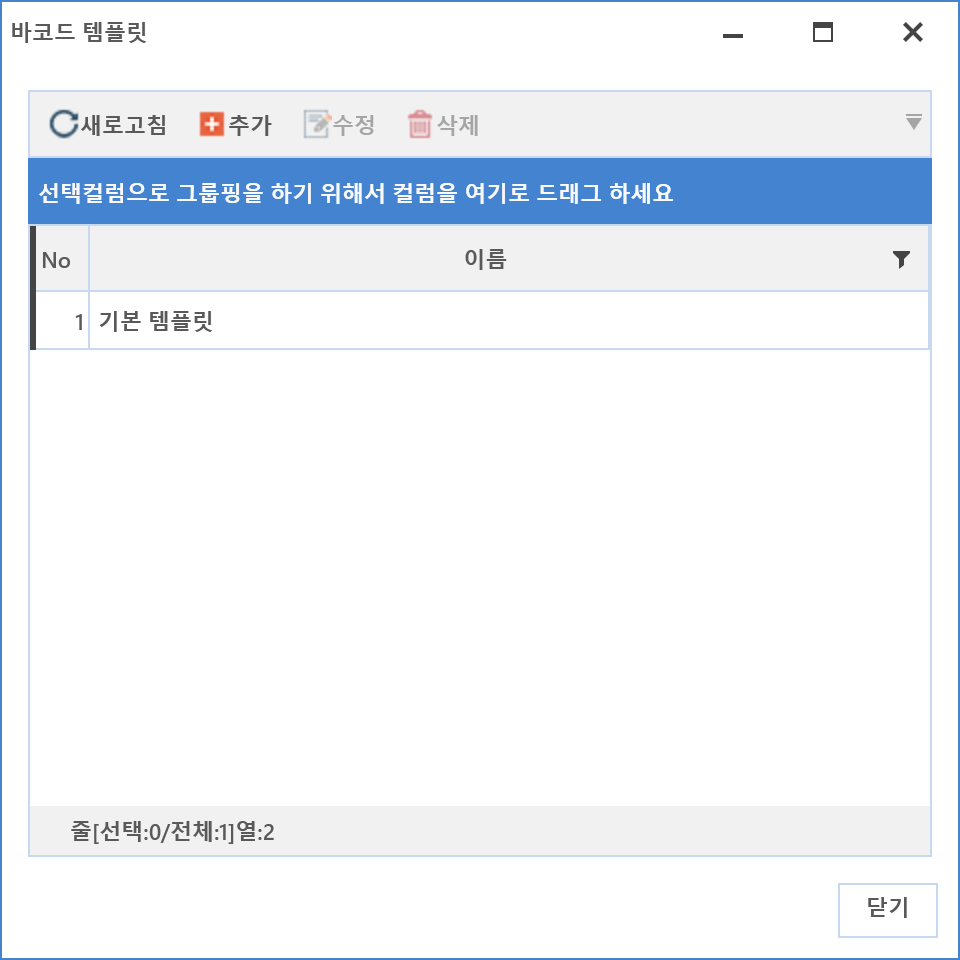 바코드 템플릿
새로고침 추가 수정 삭제
선택컬럼으로 그룹핑을 하기 위해서 컬럼을 여기로 드래그 하세요
No 이름
1 기본 템플릿
줄[선택:0/전체:1]열:2
닫기